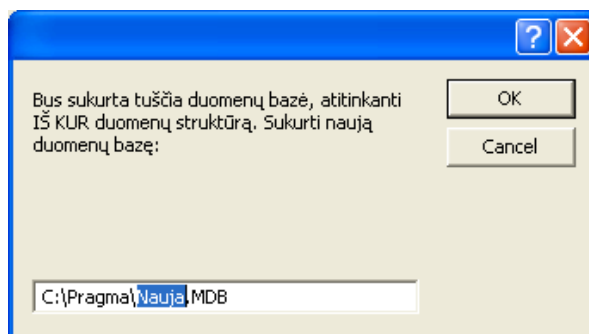 Bus sukurta tuščia duomenų bazė, atitinkanti
IŠ KUR duomenų struktūrą. Sukurti naują
duomenų bazę:
OK
Cancel
C:\Pragma\Nauja.MDB